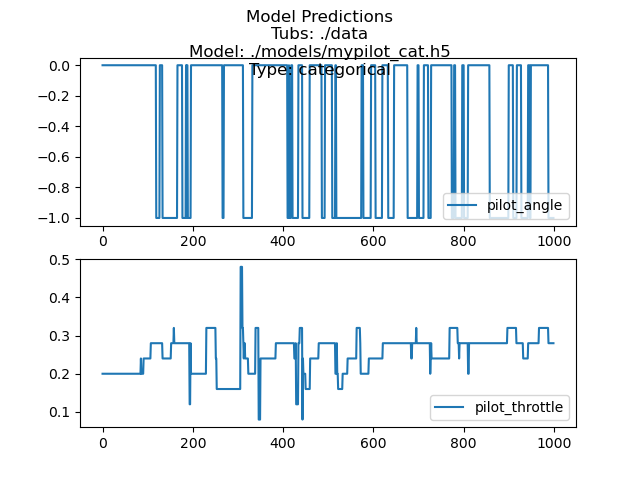 Model Predictions
Tubs: ./data
Model: ./models/mypilot_cat.h5
Type: categorical
0.0
−0.2
−0.4
−0.6
−0.8
−1.0
pilot_angle
0 200 400 600 800 1000
0.5
0.4
0.3
0.2
0.1
pilot_throttle
0 200 400 600 800 1000